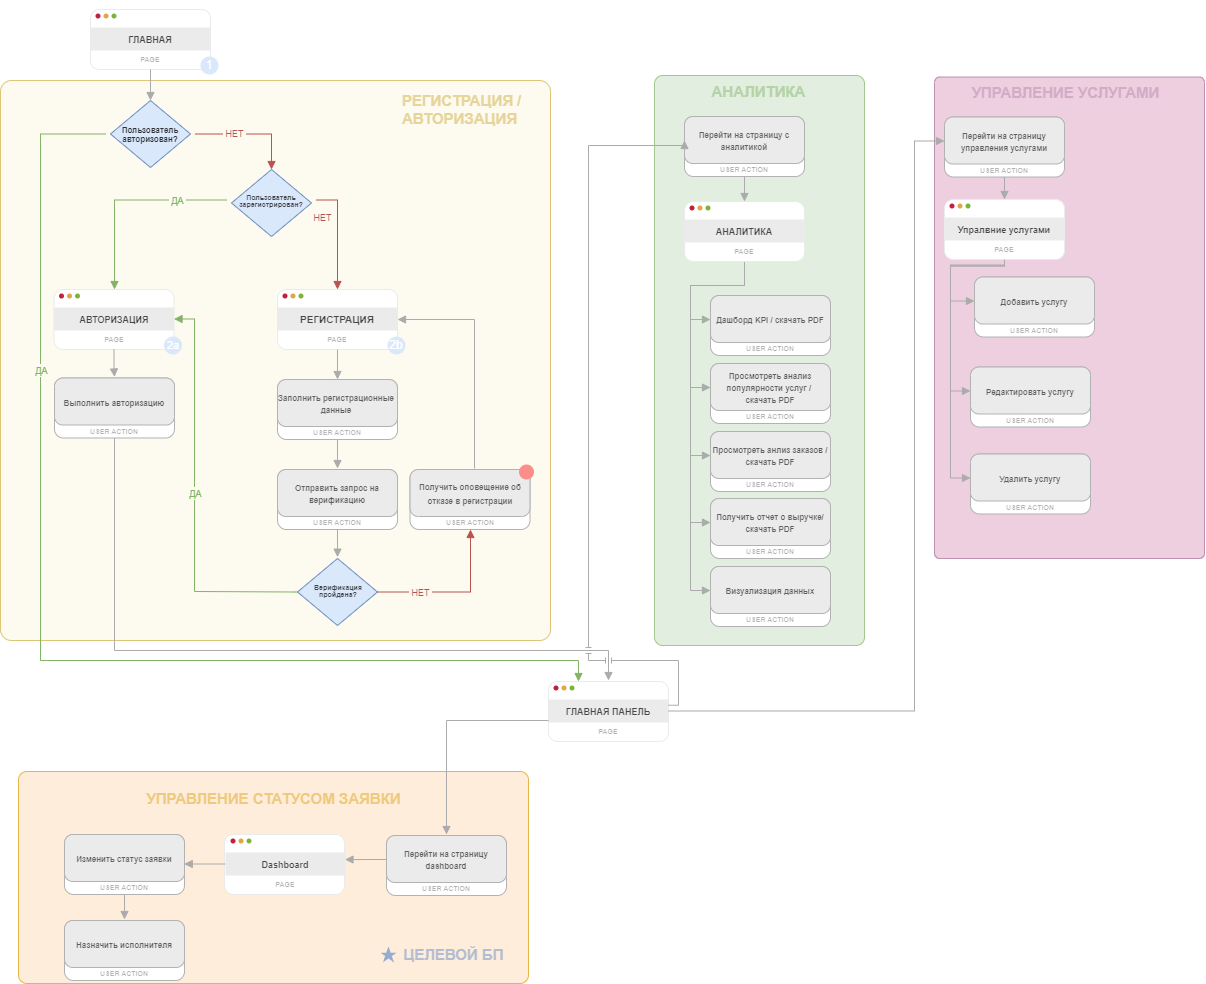 ГЛАВНАЯ
PAGE
1
РЕГИСТРАЦИЯ /
АВТОРИЗАЦИЯ
Пользователь
авторизован?
НЕТ
Пользователь
зарегистрирован?
ДА
НЕТ
АВТОРИЗАЦИЯ
PAGE
2a
РЕГИСТРАЦИЯ
PAGE
2b
ДА
Выполнить авторизацию
USER ACTION
Заполнить регистрационные
данные
USER ACTION
ДА
Отправить запрос на
верификацию
USER ACTION
Получить оповещение об
отказе в регистрации
USER ACTION
Верификация
пройдена?
НЕТ
АНАЛИТИКА
Перейти на страницу с
аналитикой
USER ACTION
АНАЛИТИКА
PAGE
Дашборд KPI / скачать PDF
USER ACTION
Просмотреть анализ
популярности услуг /
скачать PDF
USER ACTION
Просмотреть анлиз заказов /
скачать PDF
USER ACTION
Получить отчет о выручке/
скачать PDF
USER ACTION
Визуализация данных
USER ACTION
УПРАВЛЕНИЕ УСЛУГАМИ
Перейти на страницу
управления услугами
USER ACTION
Упралвние услугами
PAGE
Добавить услугу
USER ACTION
Редактировать услугу
USER ACTION
Удалить услугу
USER ACTION
ГЛАВНАЯ ПАНЕЛЬ
PAGE
УПРАВЛЕНИЕ СТАТУСОМ ЗАЯВКИ
Изменить статус заявки
USER ACTION
Dashboard
PAGE
Перейти на страницу
dashboard
USER ACTION
Назначить исполнителя
USER ACTION
ЦЕЛЕВОЙ БП